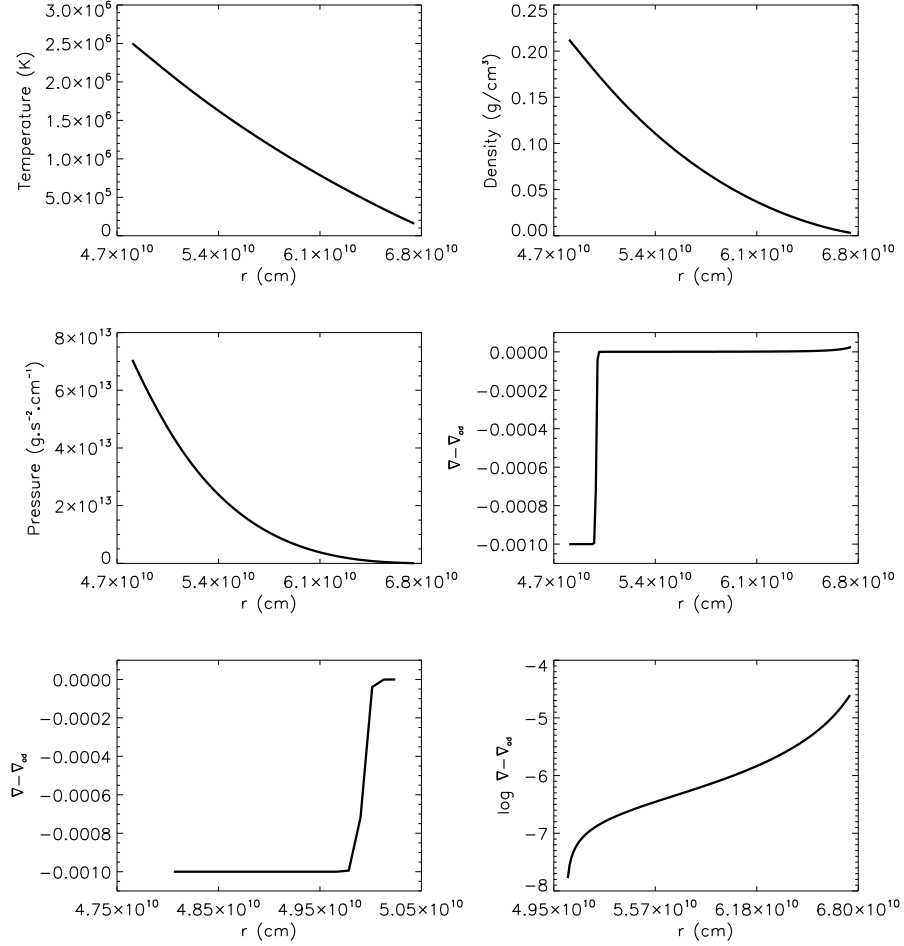 3.0×10⁶
2.5×10⁶
2.0×10⁶
1.5×10⁶
1.0×10⁶
5.0×10⁵
0
Temperature (K)
4.7×10¹⁰ 5.4×10¹⁰ 6.1×10¹⁰ 6.8×10¹⁰
r (cm)
0.25
0.20
0.15
0.10
0.05
0.00
Density (g/cm³)
4.7×10¹⁰ 5.4×10¹⁰ 6.1×10¹⁰ 6.8×10¹⁰
r (cm)
8×10¹³
6×10¹³
4×10¹³
2×10¹³
0
Pressure (g.s⁻².cm⁻¹)
4.7×10¹⁰ 5.4×10¹⁰ 6.1×10¹⁰ 6.8×10¹⁰
r (cm)
0.0000
−0.0002
−0.0004
−0.0006
−0.0008
−0.0010
∇−∇ad
4.7×10¹⁰ 5.4×10¹⁰ 6.1×10¹⁰ 6.8×10¹⁰
r (cm)
0.0000
−0.0002
−0.0004
−0.0006
−0.0008
−0.0010
∇−∇ad
4.75×10¹⁰ 4.85×10¹⁰ 4.95×10¹⁰ 5.05×10¹⁰
r (cm)
−4
−5
−6
−7
−8
log ∇−∇ad
4.95×10¹⁰ 5.57×10¹⁰ 6.18×10¹⁰ 6.80×10¹⁰
r (cm)